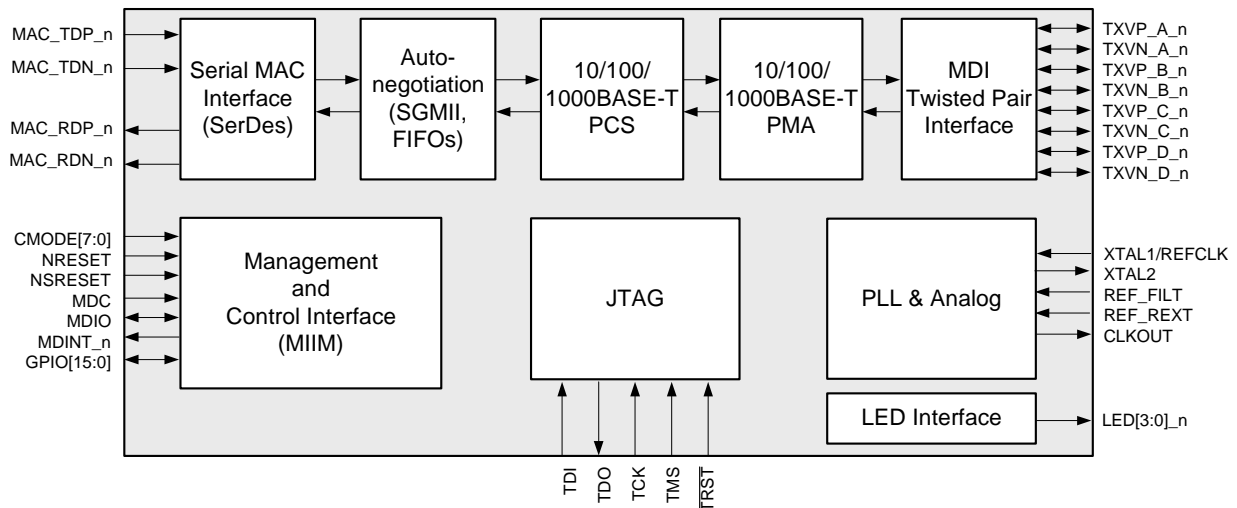 MAC_TDP_n
MAC_TDN_n
MAC_RDP_n
MAC_RDN_n
Serial MAC
Interface
(SerDes)
Auto-
negotiation
(SGMII,
FIFOs)
10/100/
1000BASE-T
PCS
10/100/
1000BASE-T
PMA
MDI
Twisted Pair
Interface
TXVP_A_n
TXVN_A_n
TXVP_B_n
TXVN_B_n
TXVP_C_n
TXVN_C_n
TXVP_D_n
TXVN_D_n
CMODE[7:0]
NRESET
NSRESET
MDC
MDIO
MDINT_n
GPIO[15:0]
Management
and
Control Interface
(MIIM)
JTAG
PLL & Analog
XTAL1/REFCLK
XTAL2
REF_FILT
REF_REXT
CLKOUT
LED Interface
LED[3:0]_n
TDI
TDO
TCK
TMS
TRST